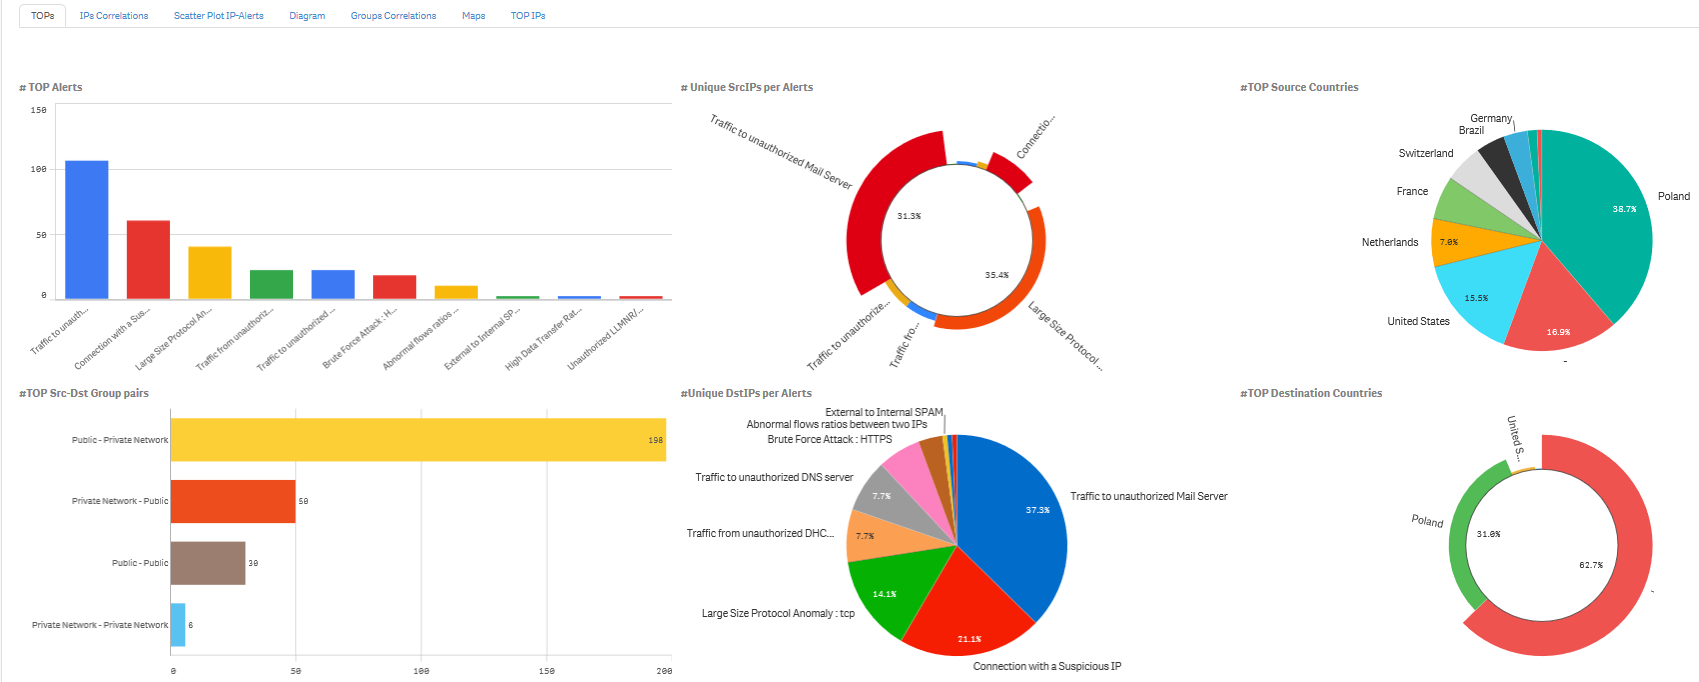 TOPs
IPs Correlations
Scatter Plot IP-Alerts
Diagram
Groups Correlations
Maps
TOP IPs
# TOP Alerts
150
100
50
0
Traffic to unauth...
Connection with a Sus...
Large Size Protocol An...
Traffic from unauthoriz...
Traffic to unauthorized ...
Brute Force Attack : H...
Abnormal flows ratios ...
External to Internal SP...
High Data Transfer Rat...
Unauthorized LLMNR/...
# Unique SrcIPs per Alerts
Traffic to unauthorized Mail Server
Connectio...
31.3%
35.4%
Traffic to unauthorize...
Traffic fro...
Large Size Protocol ...
#TOP Source Countries
Germany
Brazil
Switzerland
France
Netherlands
United States
Poland
38.7%
7.0%
15.5%
16.9%
-
#TOP Src-Dst Group pairs
Public - Private Network
198
Private Network - Public
50
Public - Public
30
Private Network - Private Network
6
0
50
100
150
200
#Unique DstIPs per Alerts
External to Internal SPAM
Abnormal flows ratios between two IPs
Brute Force Attack : HTTPS
Traffic to unauthorized DNS server
Traffic from unauthorized DHC...
Large Size Protocol Anomaly : tcp
Connection with a Suspicious IP
Traffic to unauthorized Mail Server
37.3%
7.7%
7.7%
14.1%
21.1%
#TOP Destination Countries
United S...
Poland
31.0%
62.7%
-